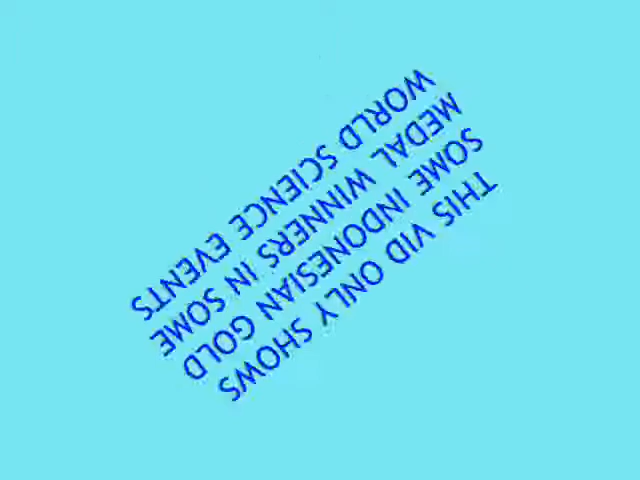 THIS VID ONLY SHOWS
SOME INDONESIAN GOLD
MEDAL WINNERS IN SOME
WORLD SCIENCE EVENTS